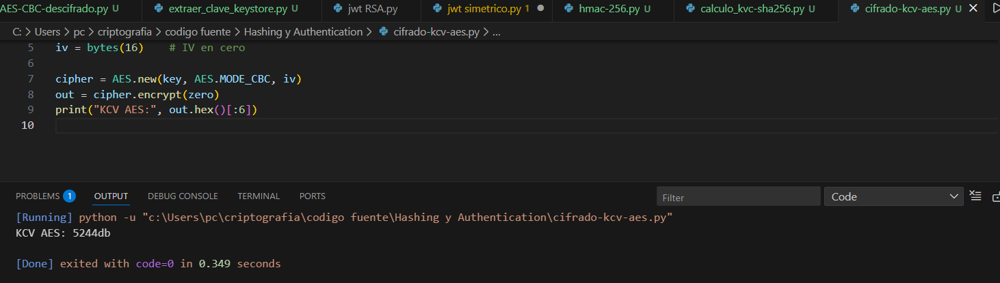 AES-CBC-descifrado.py U extraer_clave_keystore.py U jwt RSA.py jwt simetrico.py 1 hmac-256.py U calculo_kvc-sha256.py U cifrado-kcv-aes.py U
C: > Users > pc > criptografia > codigo fuente > Hashing y Authentication > cifrado-kcv-aes.py > ...
5 iv = bytes(16) # IV en cero
6
7 cipher = AES.new(key, AES.MODE_CBC, iv)
8 out = cipher.encrypt(zero)
9 print("KCV AES:", out.hex()[:6])
10
PROBLEMS 1 OUTPUT DEBUG CONSOLE TERMINAL PORTS Filter Code
[Running] python -u "c:\Users\pc\criptografia\codigo fuente\Hashing y Authentication\cifrado-kcv-aes.py"
KCV AES: 5244db
[Done] exited with code=0 in 0.349 seconds